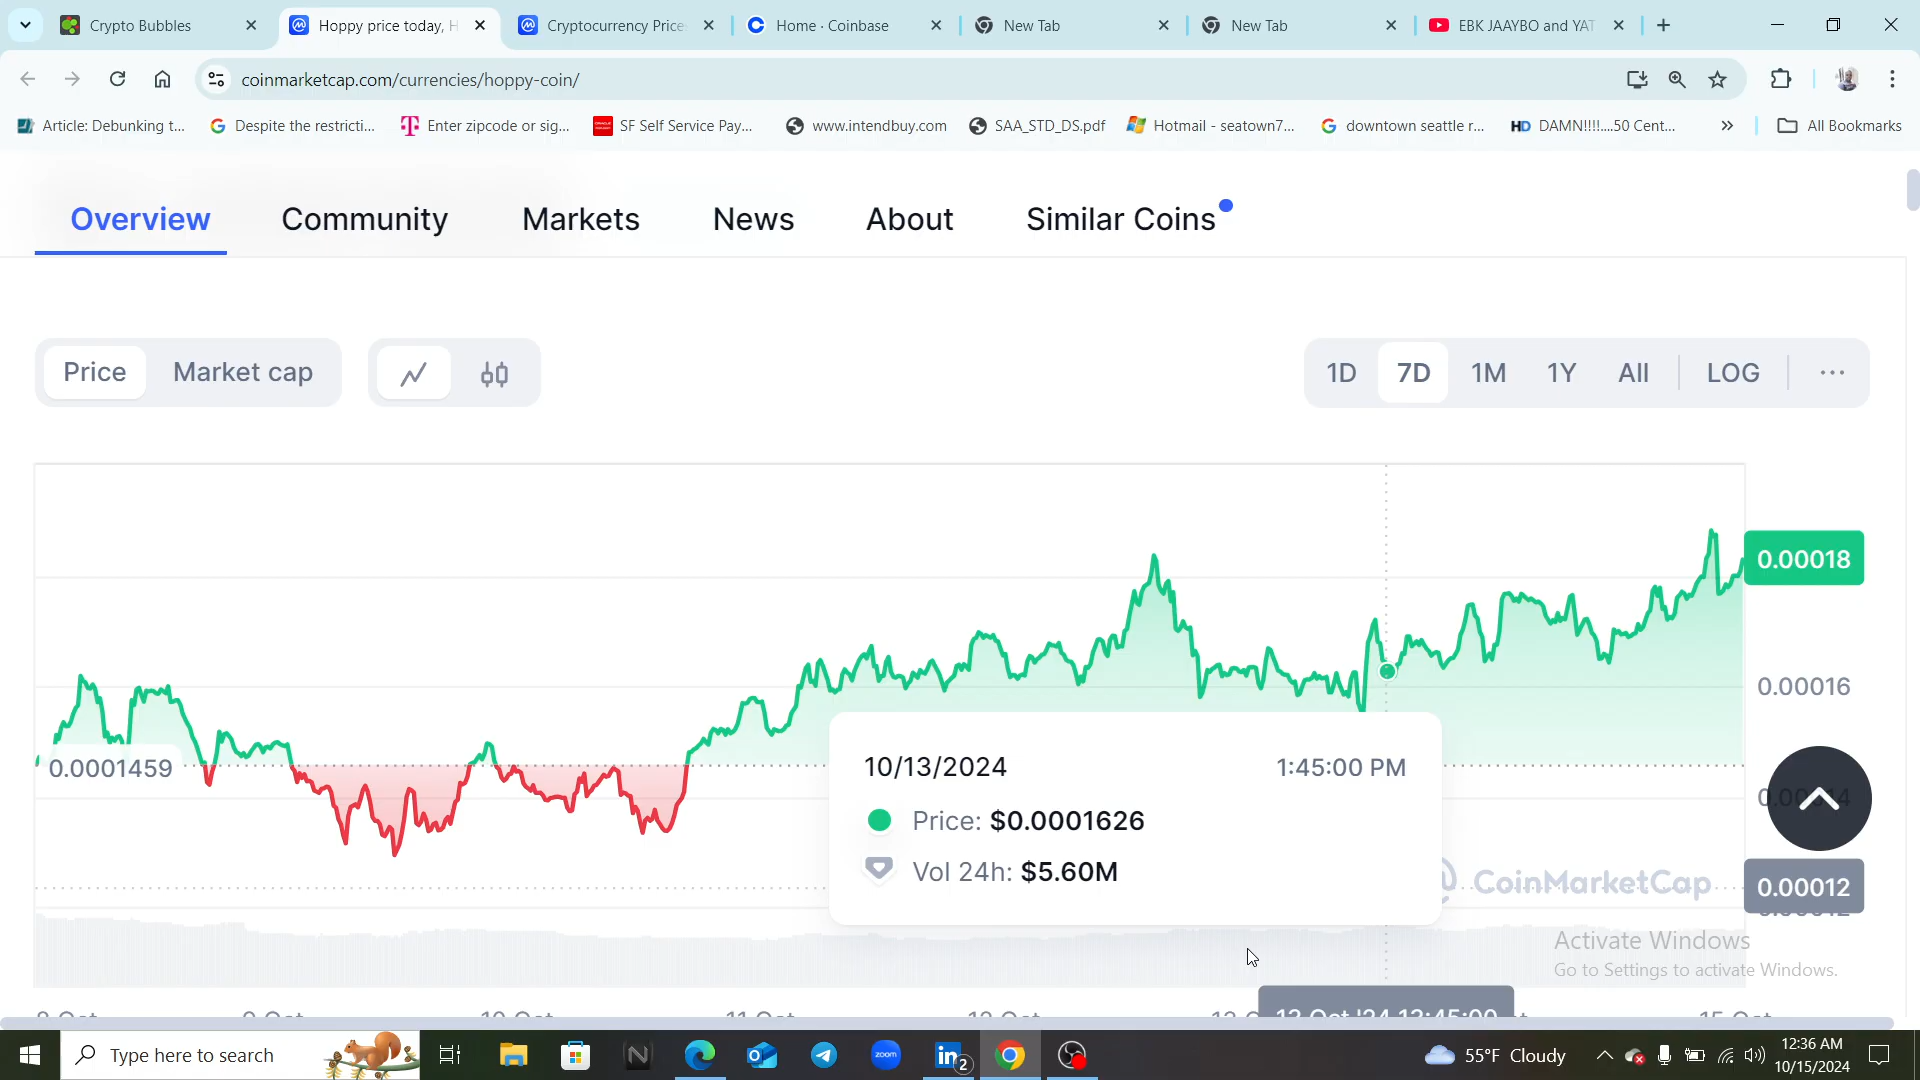 Crypto Bubbles
Hoppy price today, H
Cryptocurrency Price
Home · Coinbase
New Tab
New Tab
EBK JAAYBO and YAT
coinmarketcap.com/currencies/hoppy-coin/
Article: Debunking t...
Despite the restricti...
Enter zipcode or sig...
SF Self Service Pay...
www.intendbuy.com
SAA_STD_DS.pdf
Hotmail - seatown7...
downtown seattle r...
HD DAMN!!!!....50 Cent...
All Bookmarks
Overview
Community
Markets
News
About
Similar Coins
Price
Market cap
1D
7D
1M
1Y
All
LOG
0.00018
0.00016
0.0001459
10/13/2024
1:45:00 PM
Price: $0.0001626
Vol 24h: $5.60M
CoinMarketCap
0.00012
Activate Windows
Go to Settings to activate Windows.
Type here to search
zoom
in
2
55°F Cloudy
12:36 AM
10/15/2024